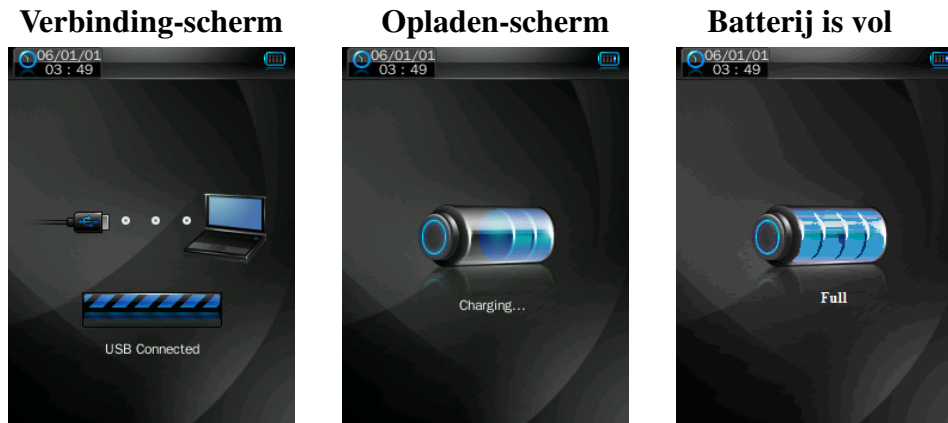 Verbinding-scherm
Opladen-scherm
Batterij is vol
06/01/01
03 : 49
USB Connected
06/01/01
03 : 49
Charging...
06/01/01
03 : 49
Full